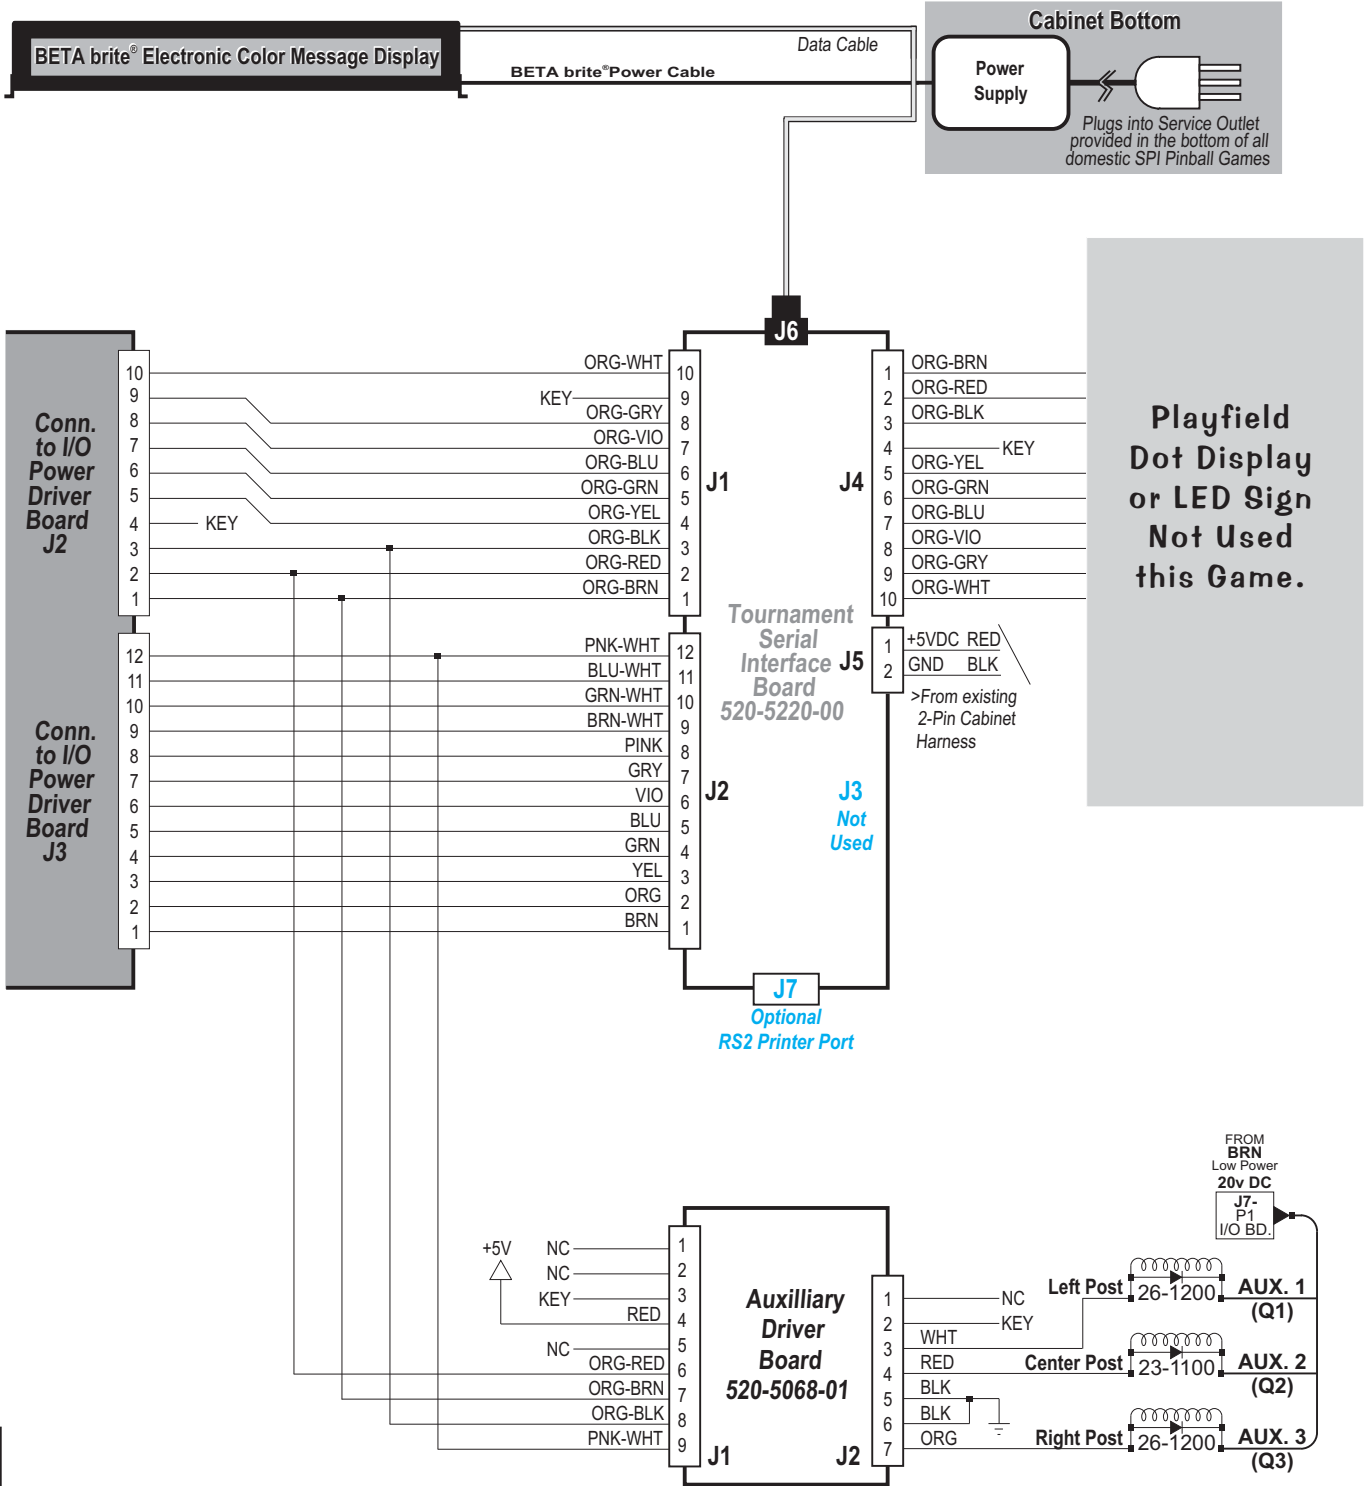 BETA brite® Electronic Color Message Display
Data Cable
BETA brite® Power Cable
Cabinet Bottom
Power
Supply
Plugs into Service Outlet
provided in the bottom of all
domestic SPI Pinball Games
J6
Conn.
to I/O
Power
Driver
Board
J2
10
9
8
7
6
5
4
3
2
1
KEY
ORG-WHT
KEY
ORG-GRY
ORG-VIO
ORG-BLU
ORG-GRN
ORG-YEL
ORG-BLK
ORG-RED
ORG-BRN
10
9
8
7
6
5
4
3
2
1
J1
J4
1
2
3
4
5
6
7
8
9
10
ORG-BRN
ORG-RED
ORG-BLK
KEY
ORG-YEL
ORG-GRN
ORG-BLU
ORG-VIO
ORG-GRY
ORG-WHT
Playfield
Dot Display
or LED Sign
Not Used
this Game.
Tournament
Serial
Interface
Board
520-5220-00
J5
1
2
+5VDC RED
GND BLK
>From existing
2-Pin Cabinet
Harness
Conn.
to I/O
Power
Driver
Board
J3
12
11
10
9
8
7
6
5
4
3
2
1
PNK-WHT
BLU-WHT
GRN-WHT
BRN-WHT
PINK
GRY
VIO
BLU
GRN
YEL
ORG
BRN
12
11
10
9
8
7
6
5
4
3
2
1
J2
J3
Not
Used
J7
Optional
RS2 Printer Port
FROM
BRN
Low Power
20v DC
J7-
P1
I/O BD.
+5V
NC
NC
KEY
RED
NC
ORG-RED
ORG-BRN
ORG-BLK
PNK-WHT
1
2
3
4
5
6
7
8
9
J1
Auxilliary
Driver
Board
520-5068-01
J2
1
2
3
4
5
6
7
NC
KEY
WHT
RED
BLK
BLK
ORG
Left Post
26-1200
AUX. 1
(Q1)
Center Post
23-1100
AUX. 2
(Q2)
Right Post
26-1200
AUX. 3
(Q3)